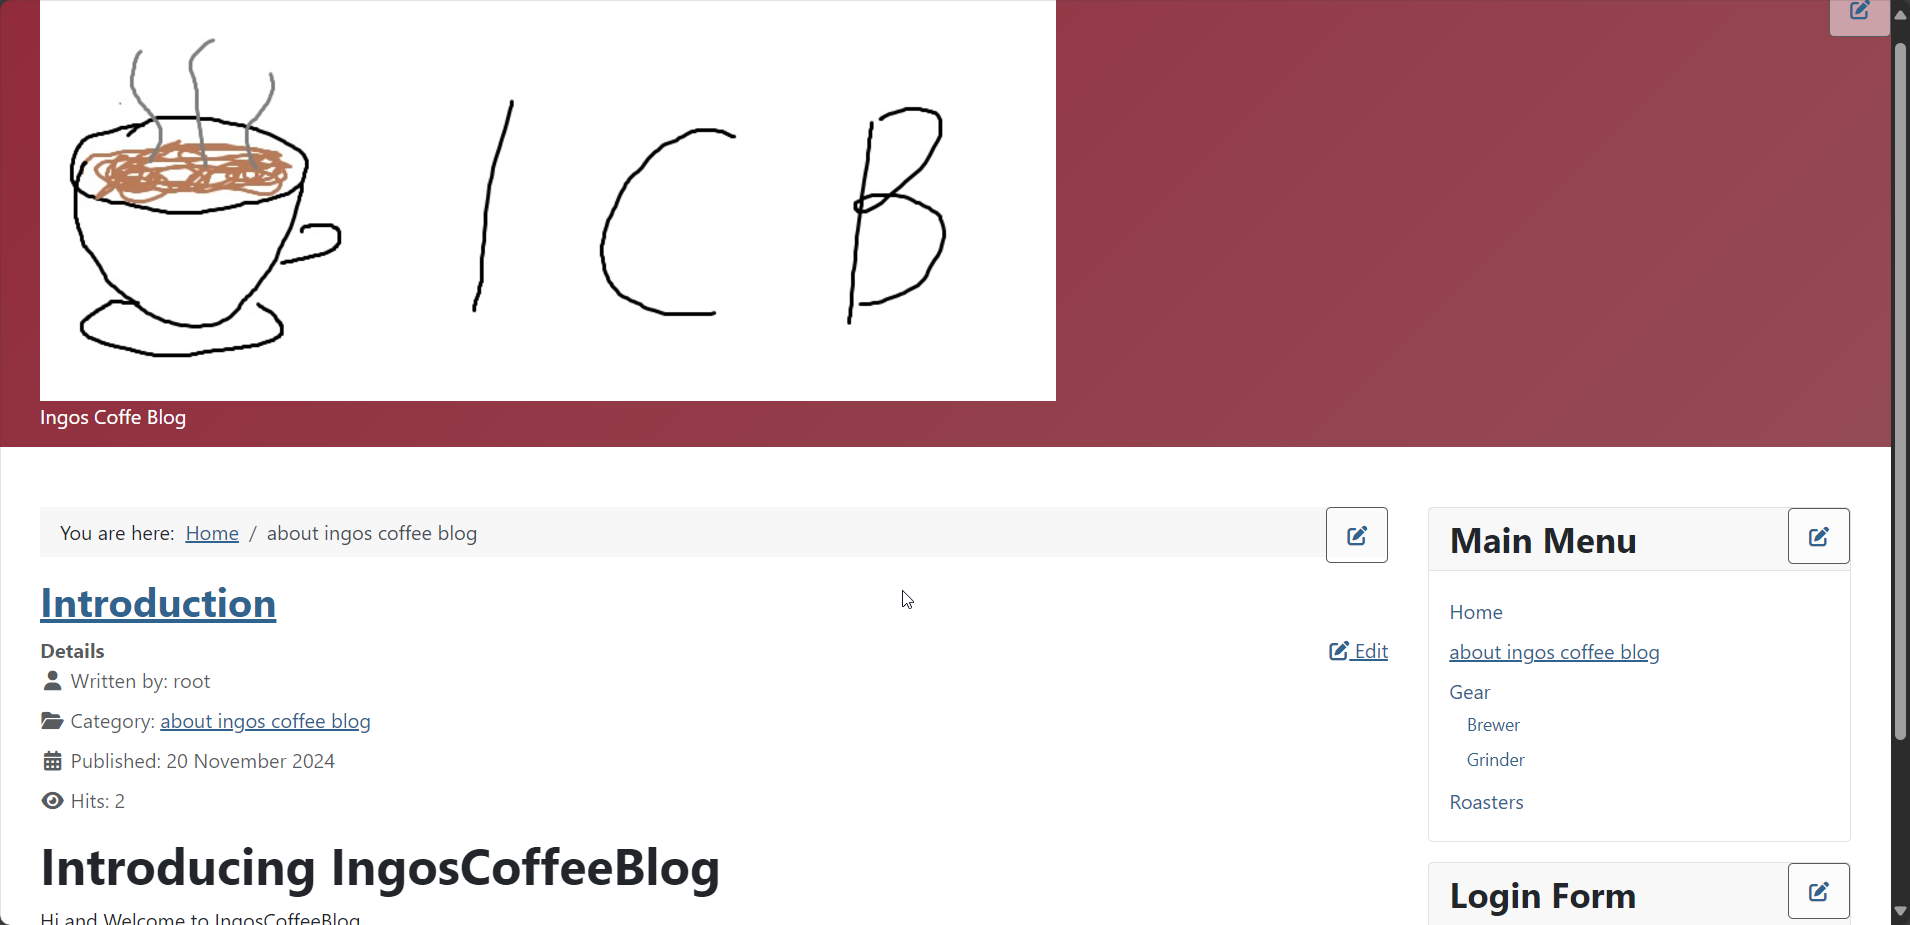 I C B
Ingos Coffe Blog
You are here: Home / about ingos coffee blog
Introduction
Details
Edit
Written by: root
Category: about ingos coffee blog
Published: 20 November 2024
Hits: 2
Introducing IngosCoffeeBlog
Hi and Welcome to IngosCoffeeBlog
Main Menu
Home
about ingos coffee blog
Gear
Brewer
Grinder
Roasters
Login Form